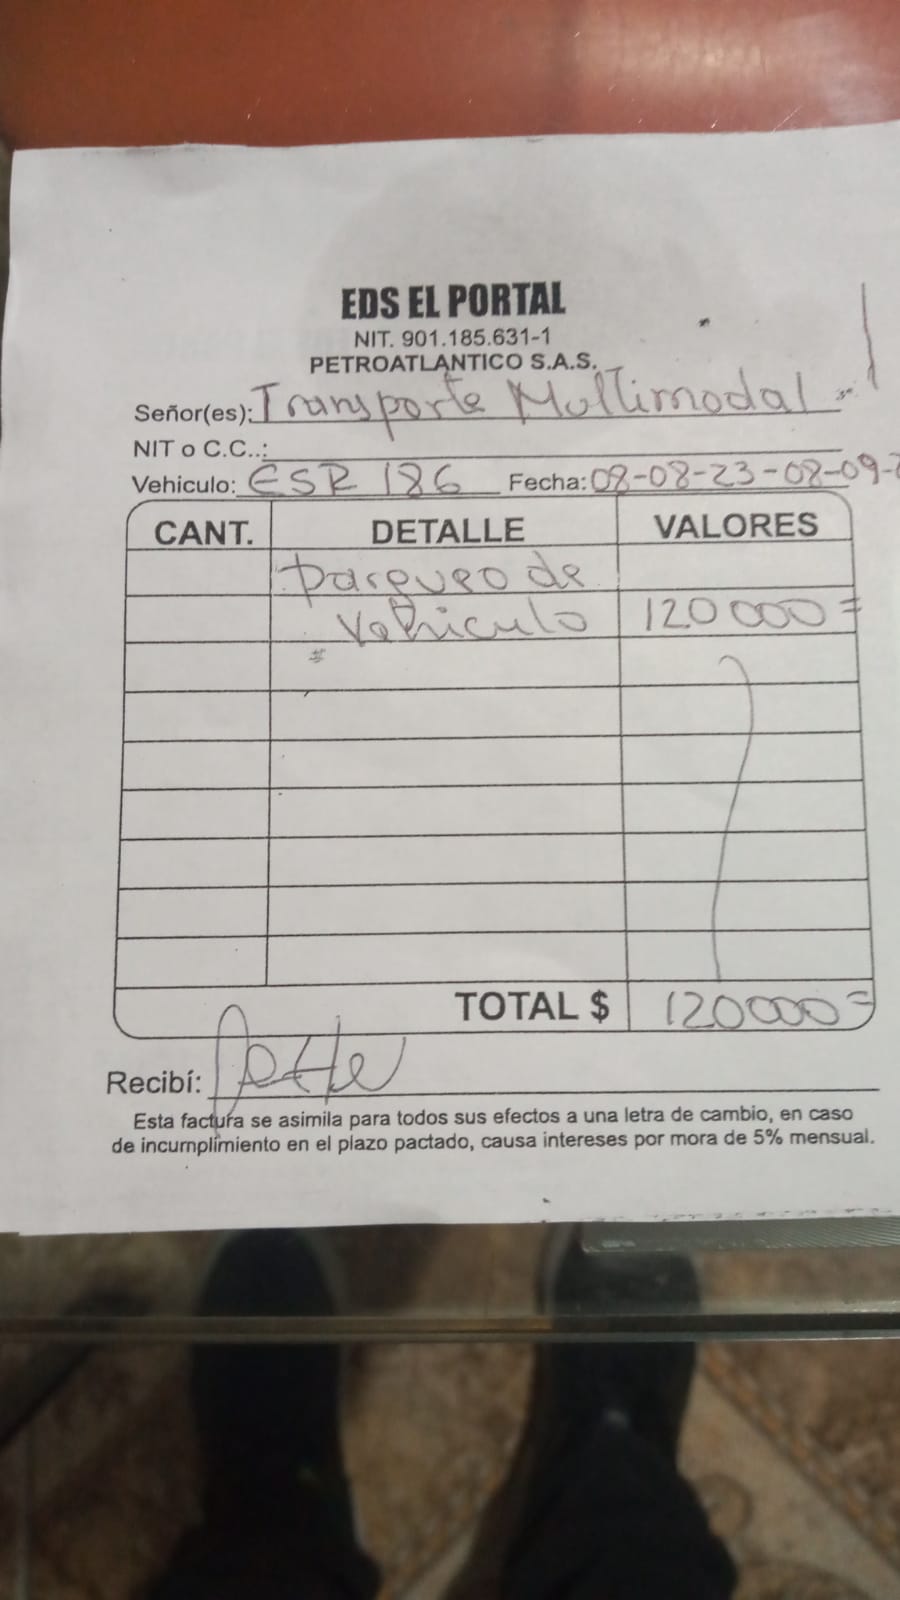 EDS EL PORTAL
NIT. 901.185.631-1
PETROATLANTICO S.A.S.
Señor(es): Transporte Multimodal
NIT o C.C..:
Vehiculo: ESR 186 Fecha: 08-08-23-08-09-
CANT. DETALLE VALORES
Parqueo de
Vehiculo 120000=
TOTAL $ 120000=
Recibí:
Esta factura se asimila para todos sus efectos a una letra de cambio, en caso
de incumplimiento en el plazo pactado, causa intereses por mora de 5% mensual.